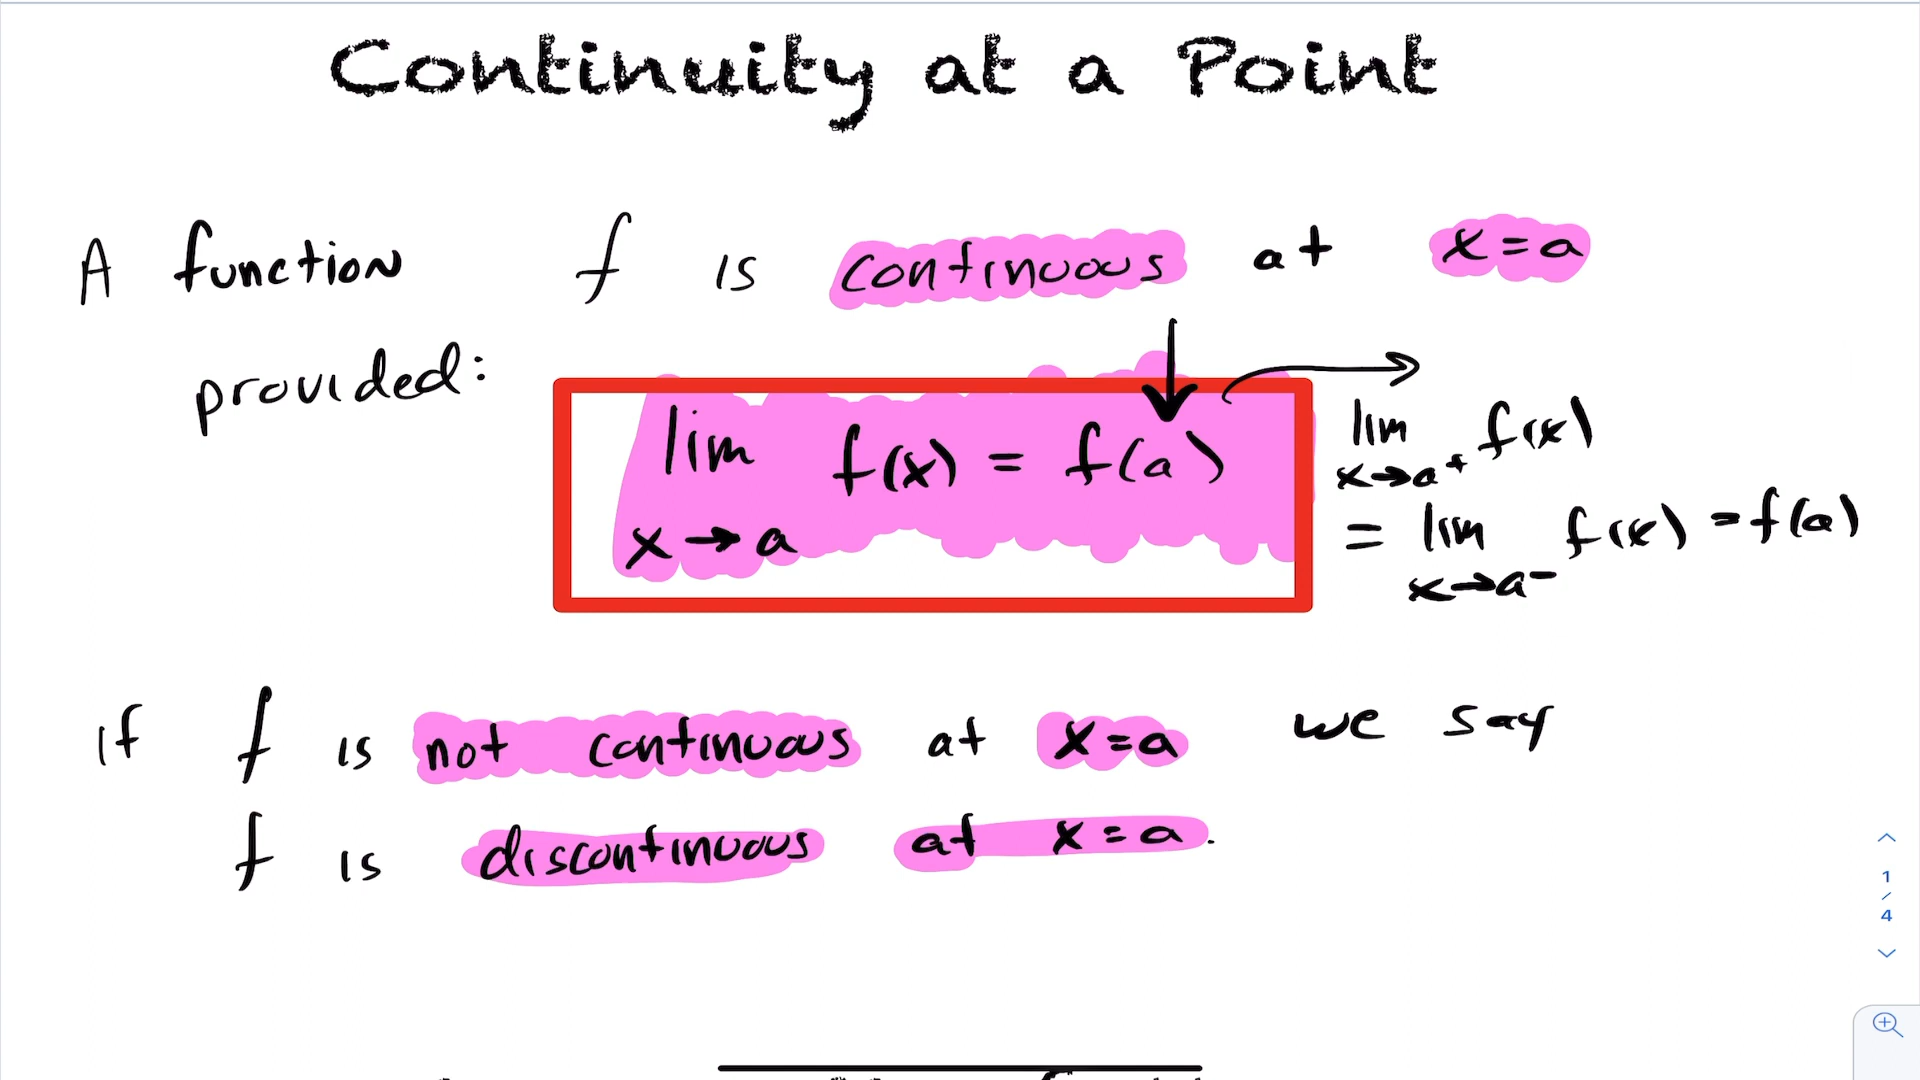 Continuity at a Point
A function f is continuous at x=a
provided:
lim f(x) = f(a)
x→a
lim f(x)
x→a+
= lim f(x) = f(a)
x→a-
If f is not continuous at x=a we say
f is discontinuous at x=a.
1
/
4